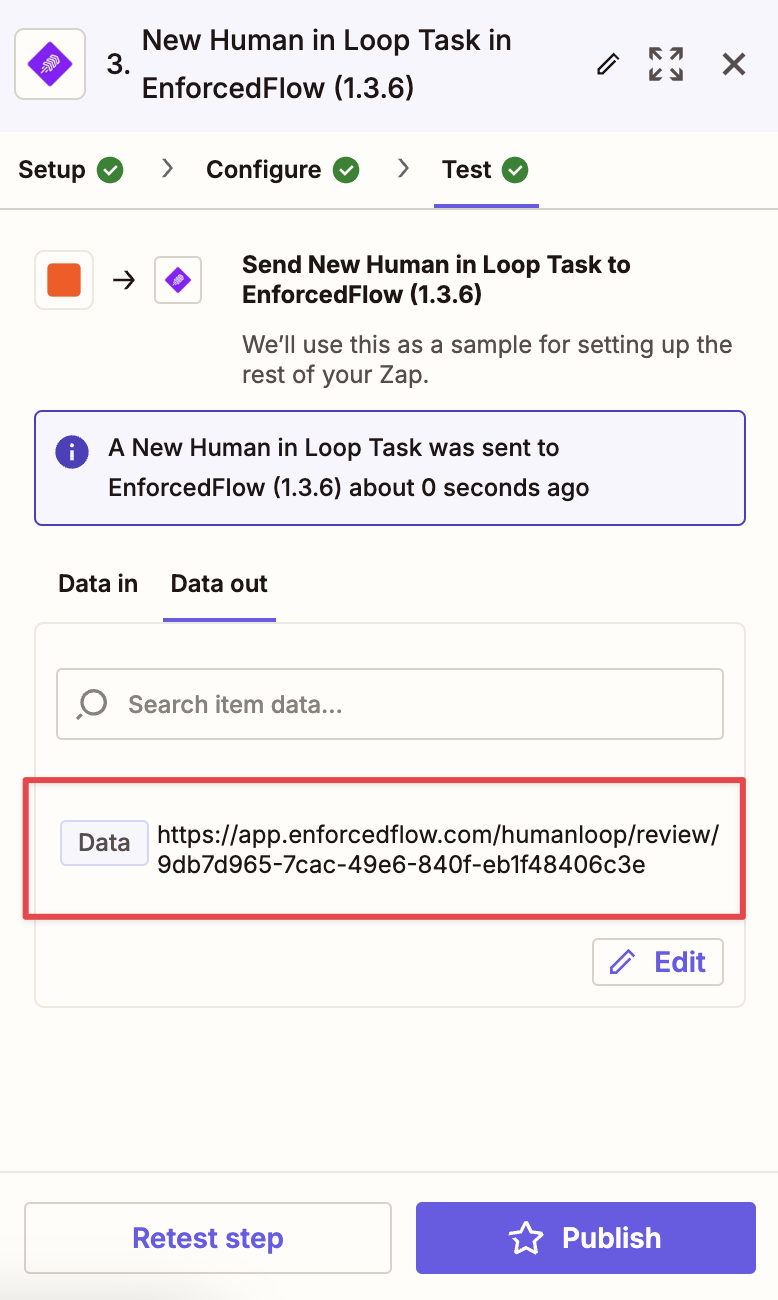 3.
New Human in Loop Task in
EnforcedFlow (1.3.6)
Setup
Configure
Test
Send New Human in Loop Task to
EnforcedFlow (1.3.6)
We’ll use this as a sample for setting up the
rest of your Zap.
A New Human in Loop Task was sent to
EnforcedFlow (1.3.6) about 0 seconds ago
Data in
Data out
Search item data...
Data
https://app.enforcedflow.com/humanloop/review/
9db7d965-7cac-49e6-840f-eb1f48406c3e
Edit
Retest step
Publish